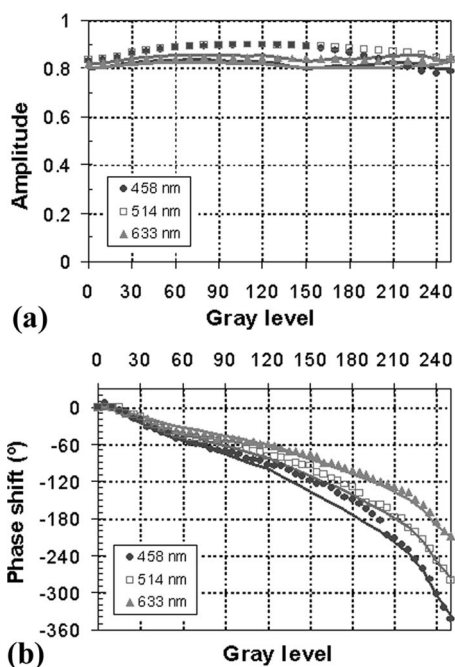 1
0.8
0.6
0.4
0.2
0
Amplitude
458 nm
514 nm
633 nm
0 30 60 90 120 150 180 210 240
Gray level
(a)
0 30 60 90 120 150 180 210 240
0
-60
-120
-180
-240
-300
-360
Phase shift (º)
458 nm
514 nm
633 nm
Gray level
(b)